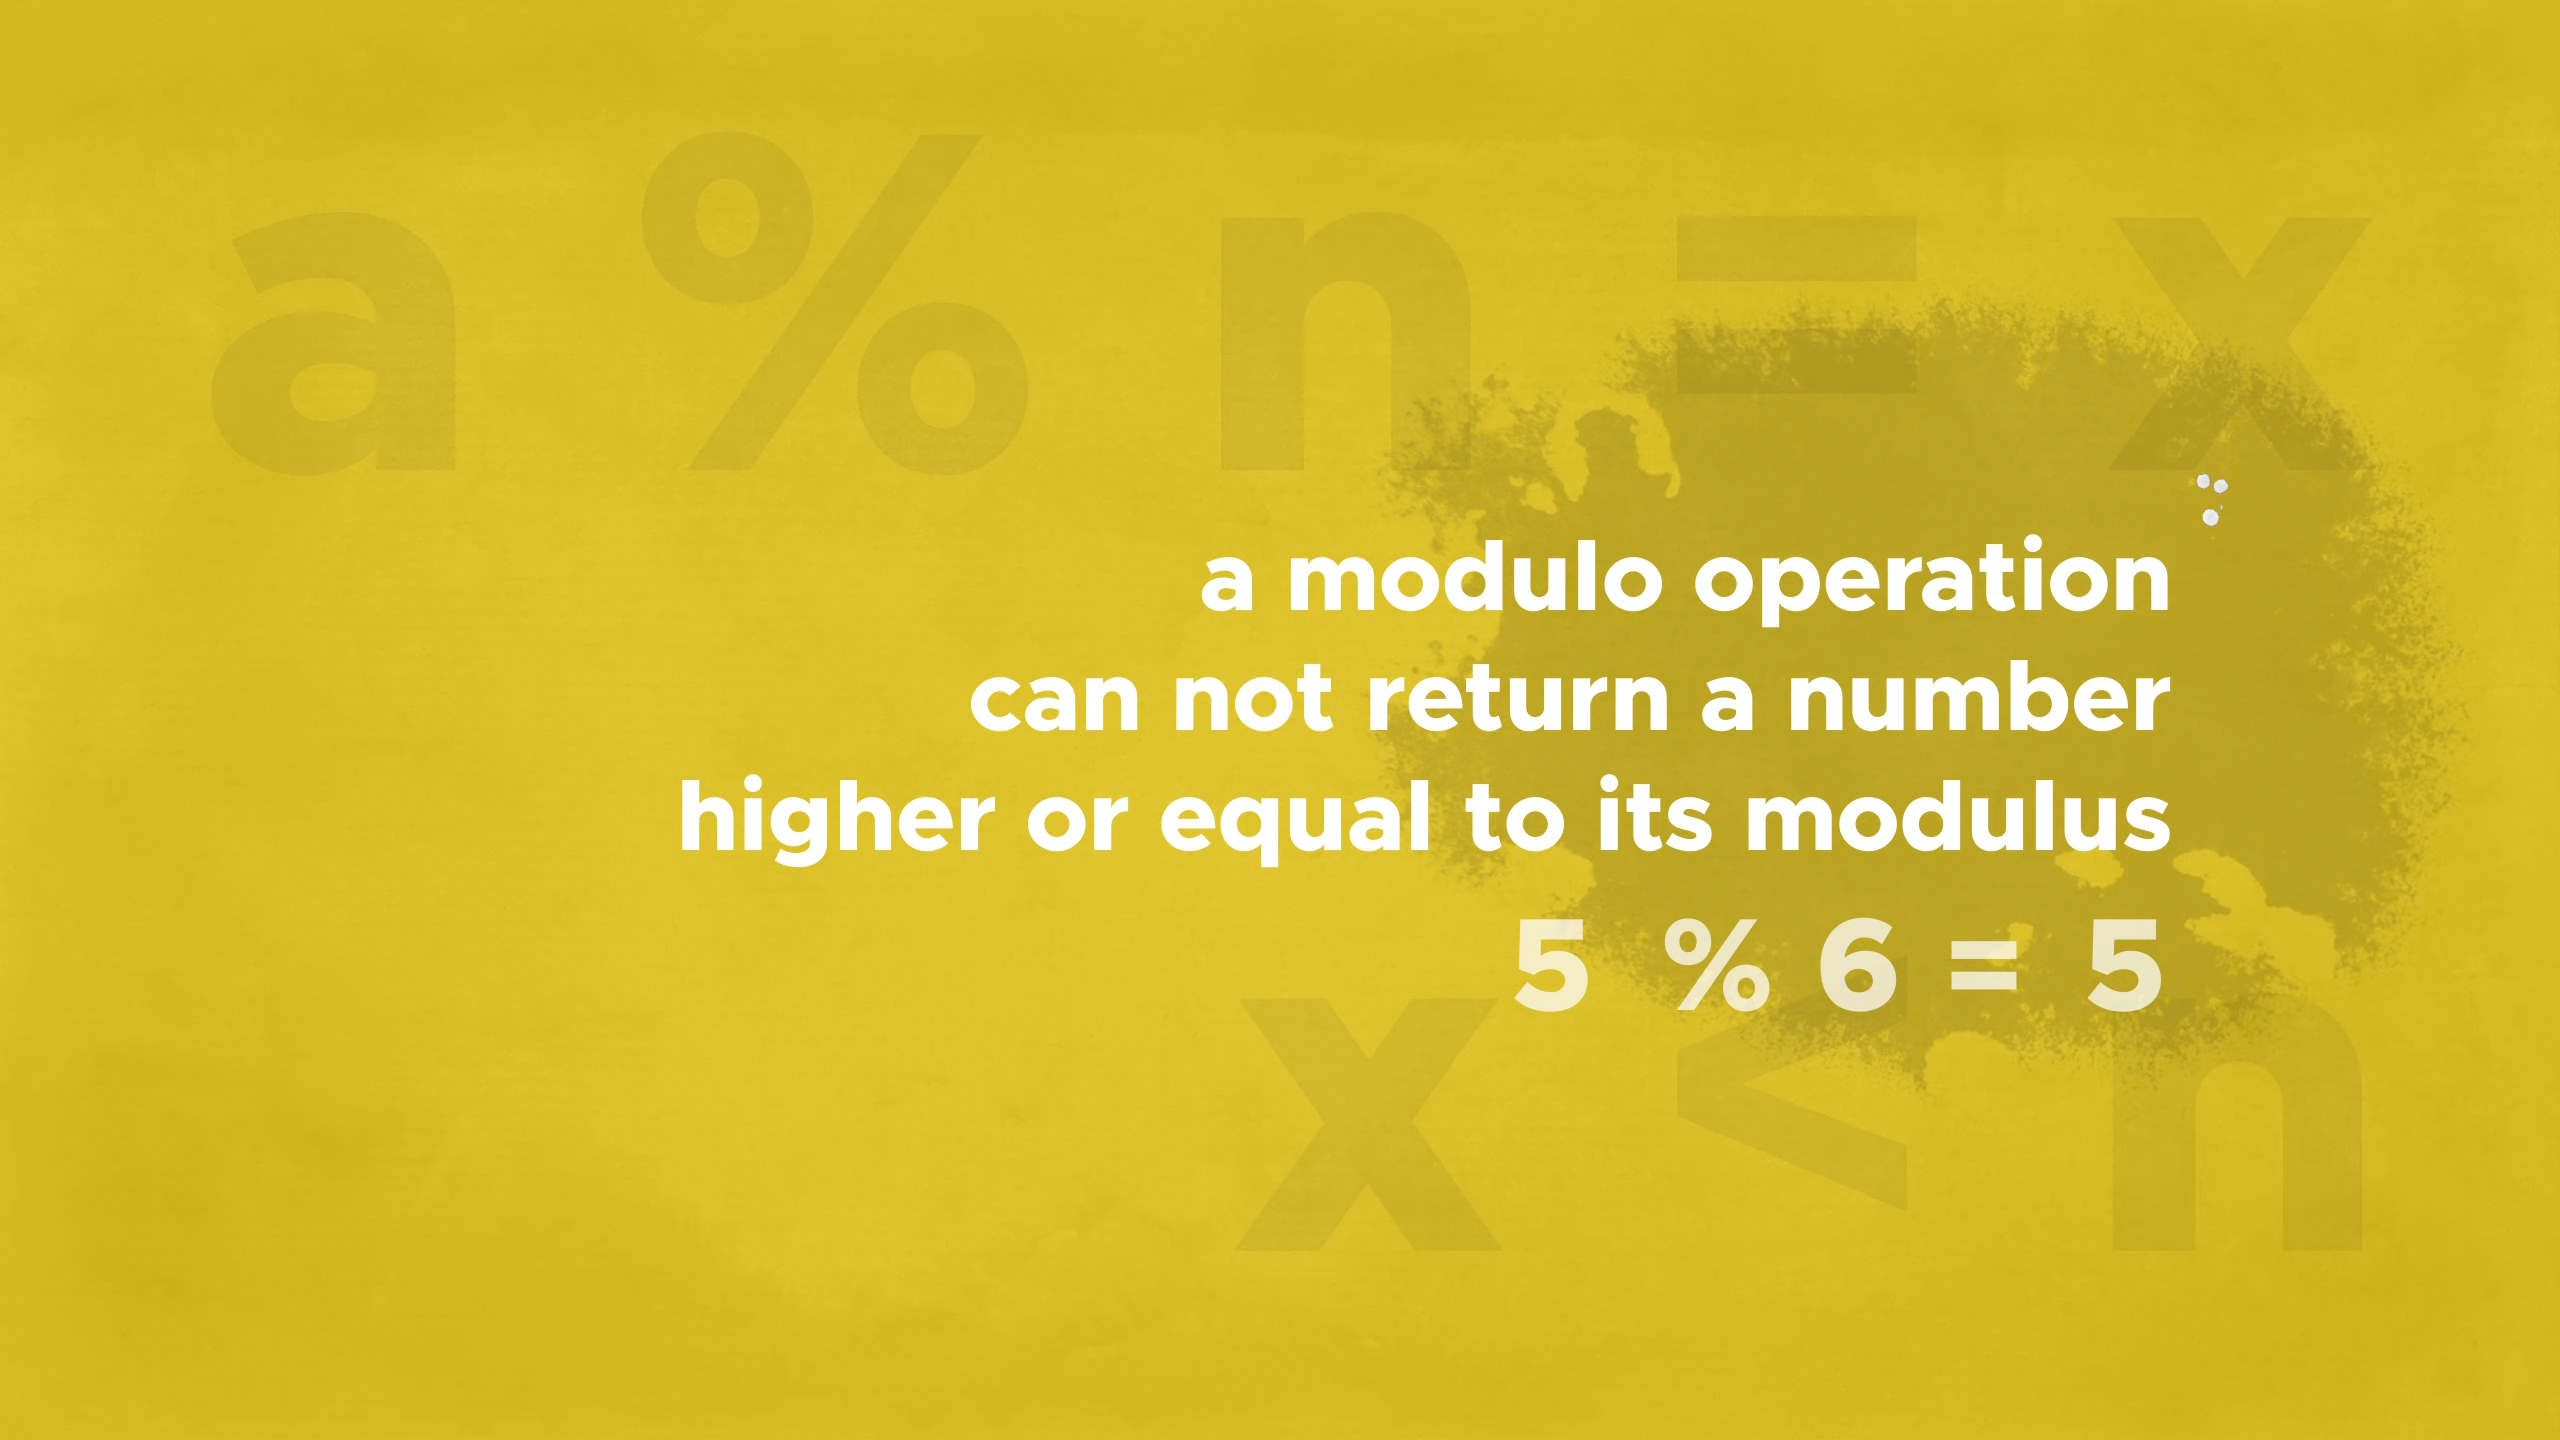 a % n = x
a modulo operation
can not return a number
higher or equal to its modulus
5 % 6 = 5
x < n